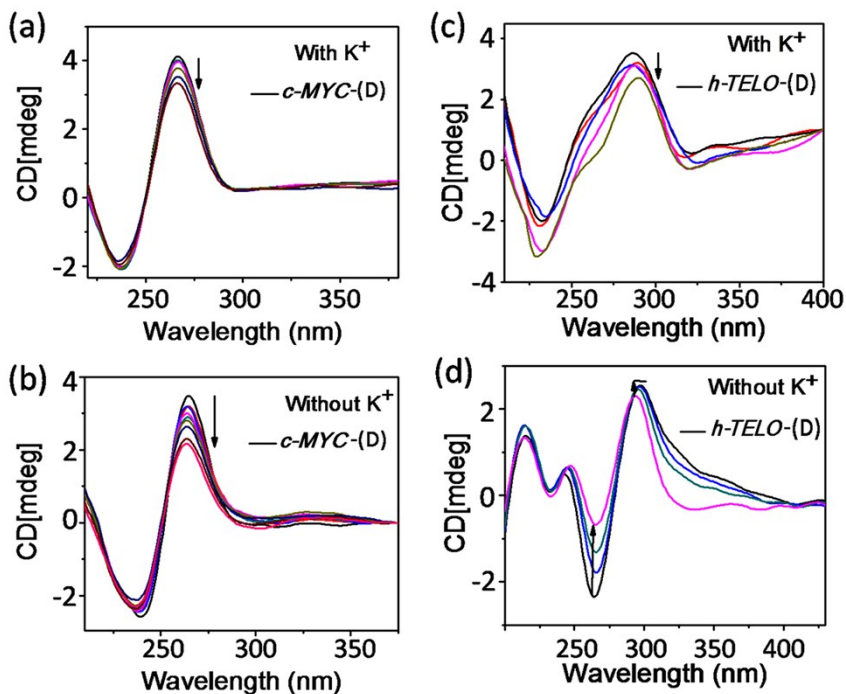 (a)
With K⁺
c-MYC-(D)
CD[mdeg]
4
2
0
-2
250
300
350
Wavelength (nm)
(b)
Without K⁺
c-MYC-(D)
CD[mdeg]
4
2
0
-2
250
300
350
Wavelength (nm)
(c)
With K⁺
h-TELO-(D)
CD[mdeg]
4
2
0
-2
-4
250
300
350
400
Wavelength (nm)
(d)
Without K⁺
h-TELO-(D)
CD[mdeg]
2
0
-2
200
250
300
350
400
Wavelength (nm)